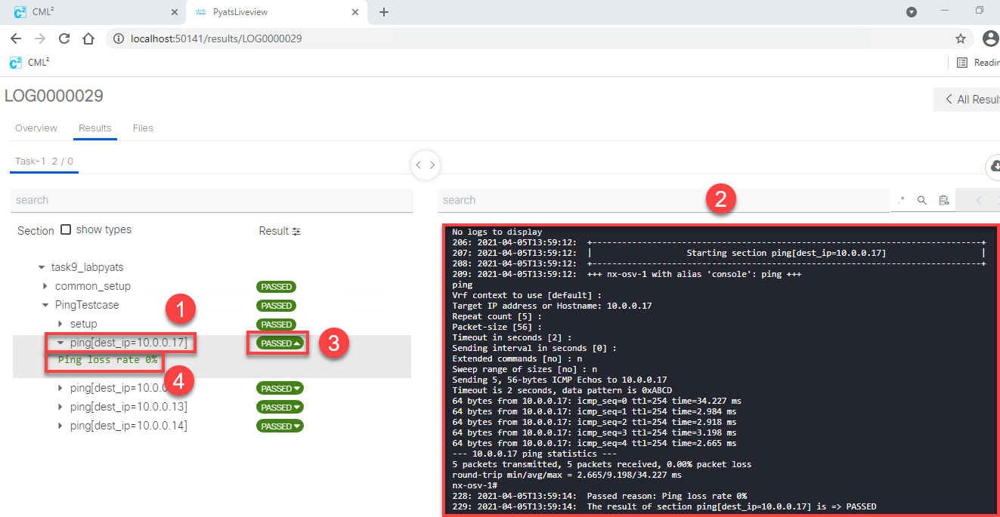 CML²
PyatsLiveview
localhost:50141/results/LOG0000029
CML²
Readin
LOG0000029
All Resul
Overview Results Files
Task-1 2 / 0
search
search
2
.*
Section show types Result
task9_labpyats
common_setup PASSED
PingTestcase PASSED
1
setup PASSED
ping[dest_ip=10.0.0.17] PASSED
3
Ping loss rate 0%
4
ping[dest_ip=10.0.0. PASSED
ping[dest_ip=10.0.0.13] PASSED
ping[dest_ip=10.0.0.14] PASSED
No logs to display
206: 2021-04-05T13:59:12: +------------------------------------------------------------------------------+
207: 2021-04-05T13:59:12: | Starting section ping[dest_ip=10.0.0.17] |
208: 2021-04-05T13:59:12: +------------------------------------------------------------------------------+
209: 2021-04-05T13:59:12: +++ nx-osv-1 with alias 'console': ping +++
ping
Vrf context to use [default] :
Target IP address or Hostname: 10.0.0.17
Repeat count [5] :
Packet-size [56] :
Timeout in seconds [2] :
Sending interval in seconds [0] :
Extended commands [no] : n
Sweep range of sizes [no] : n
Sending 5, 56-bytes ICMP Echos to 10.0.0.17
Timeout is 2 seconds, data pattern is 0xABCD
64 bytes from 10.0.0.17: icmp_seq=0 ttl=254 time=34.227 ms
64 bytes from 10.0.0.17: icmp_seq=1 ttl=254 time=2.984 ms
64 bytes from 10.0.0.17: icmp_seq=2 ttl=254 time=2.918 ms
64 bytes from 10.0.0.17: icmp_seq=3 ttl=254 time=3.198 ms
64 bytes from 10.0.0.17: icmp_seq=4 ttl=254 time=2.665 ms
--- 10.0.0.17 ping statistics ---
5 packets transmitted, 5 packets received, 0.00% packet loss
round-trip min/avg/max = 2.665/9.198/34.227 ms
nx-osv-1#
228: 2021-04-05T13:59:14: Passed reason: Ping loss rate 0%
229: 2021-04-05T13:59:14: The result of section ping[dest_ip=10.0.0.17] is => PASSED